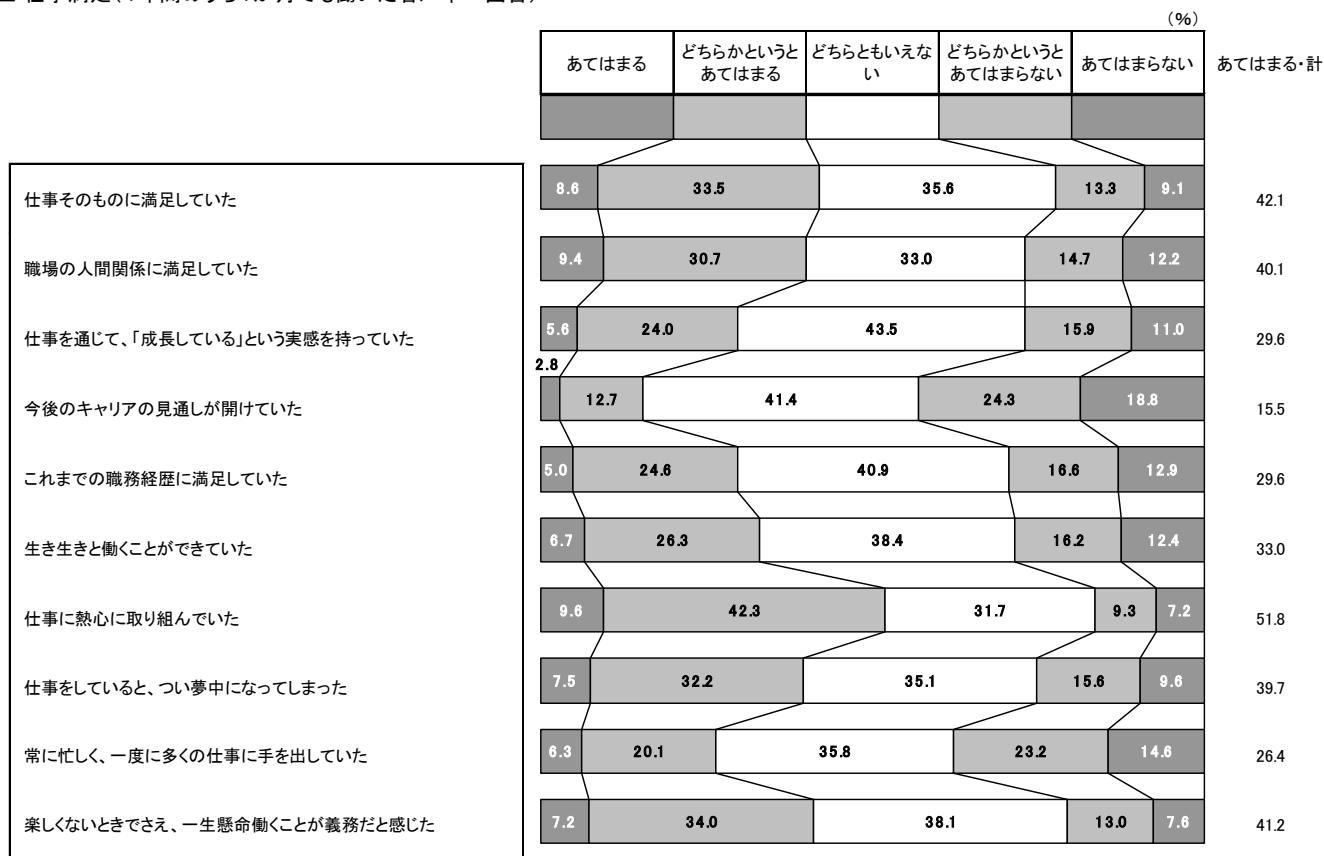 (%)
あてはまる どちらかというと どちらともいえな どちらかというと あてはまらない あてはまる・計
あてはまる い あてはまらない
仕事そのものに満足していた 8.6 33.5 35.6 13.3 9.1 42.1
職場の人間関係に満足していた 9.4 30.7 33.0 14.7 12.2 40.1
仕事を通じて、「成長している」という実感を持っていた 5.6 24.0 43.5 15.9 11.0 29.6
今後のキャリアの見通しが開けていた 2.8 12.7 41.4 24.3 18.8 15.5
これまでの職務経歴に満足していた 5.0 24.6 40.9 16.6 12.9 29.6
生き生きと働くことができていた 6.7 26.3 38.4 16.2 12.4 33.0
仕事に熱心に取り組んでいた 9.6 42.3 31.7 9.3 7.2 51.8
仕事をしていると、つい夢中になってしまった 7.5 32.2 35.1 15.6 9.6 39.7
常に忙しく、一度に多くの仕事に手を出していた 6.3 20.1 35.8 23.2 14.6 26.4
楽しくないときでさえ、一生懸命働くことが義務だと感じた 7.2 34.0 38.1 13.0 7.6 41.2